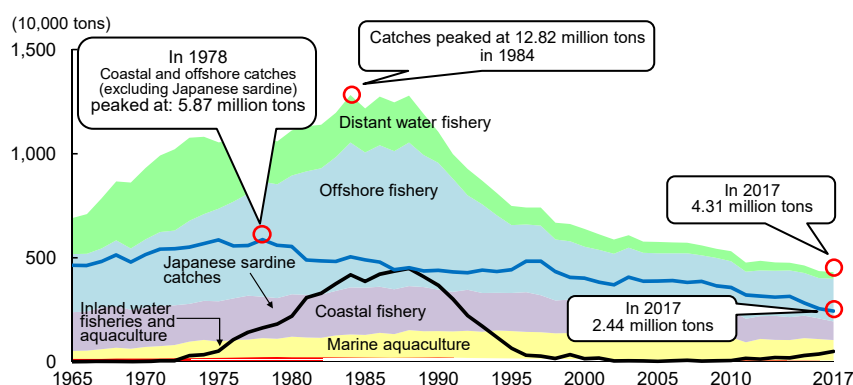 (10,000 tons)
1,500
1,000
500
0
In 1978
Coastal and offshore catches
(excluding Japanese sardine)
peaked at: 5.87 million tons
Catches peaked at 12.82 million tons
in 1984
Distant water fishery
Offshore fishery
In 2017
4.31 million tons
Japanese sardine
catches
Coastal fishery
In 2017
2.44 million tons
Inland water
fisheries and
aquaculture
Marine aquaculture
1965 1970 1975 1980 1985 1990 1995 2000 2005 2010 2017